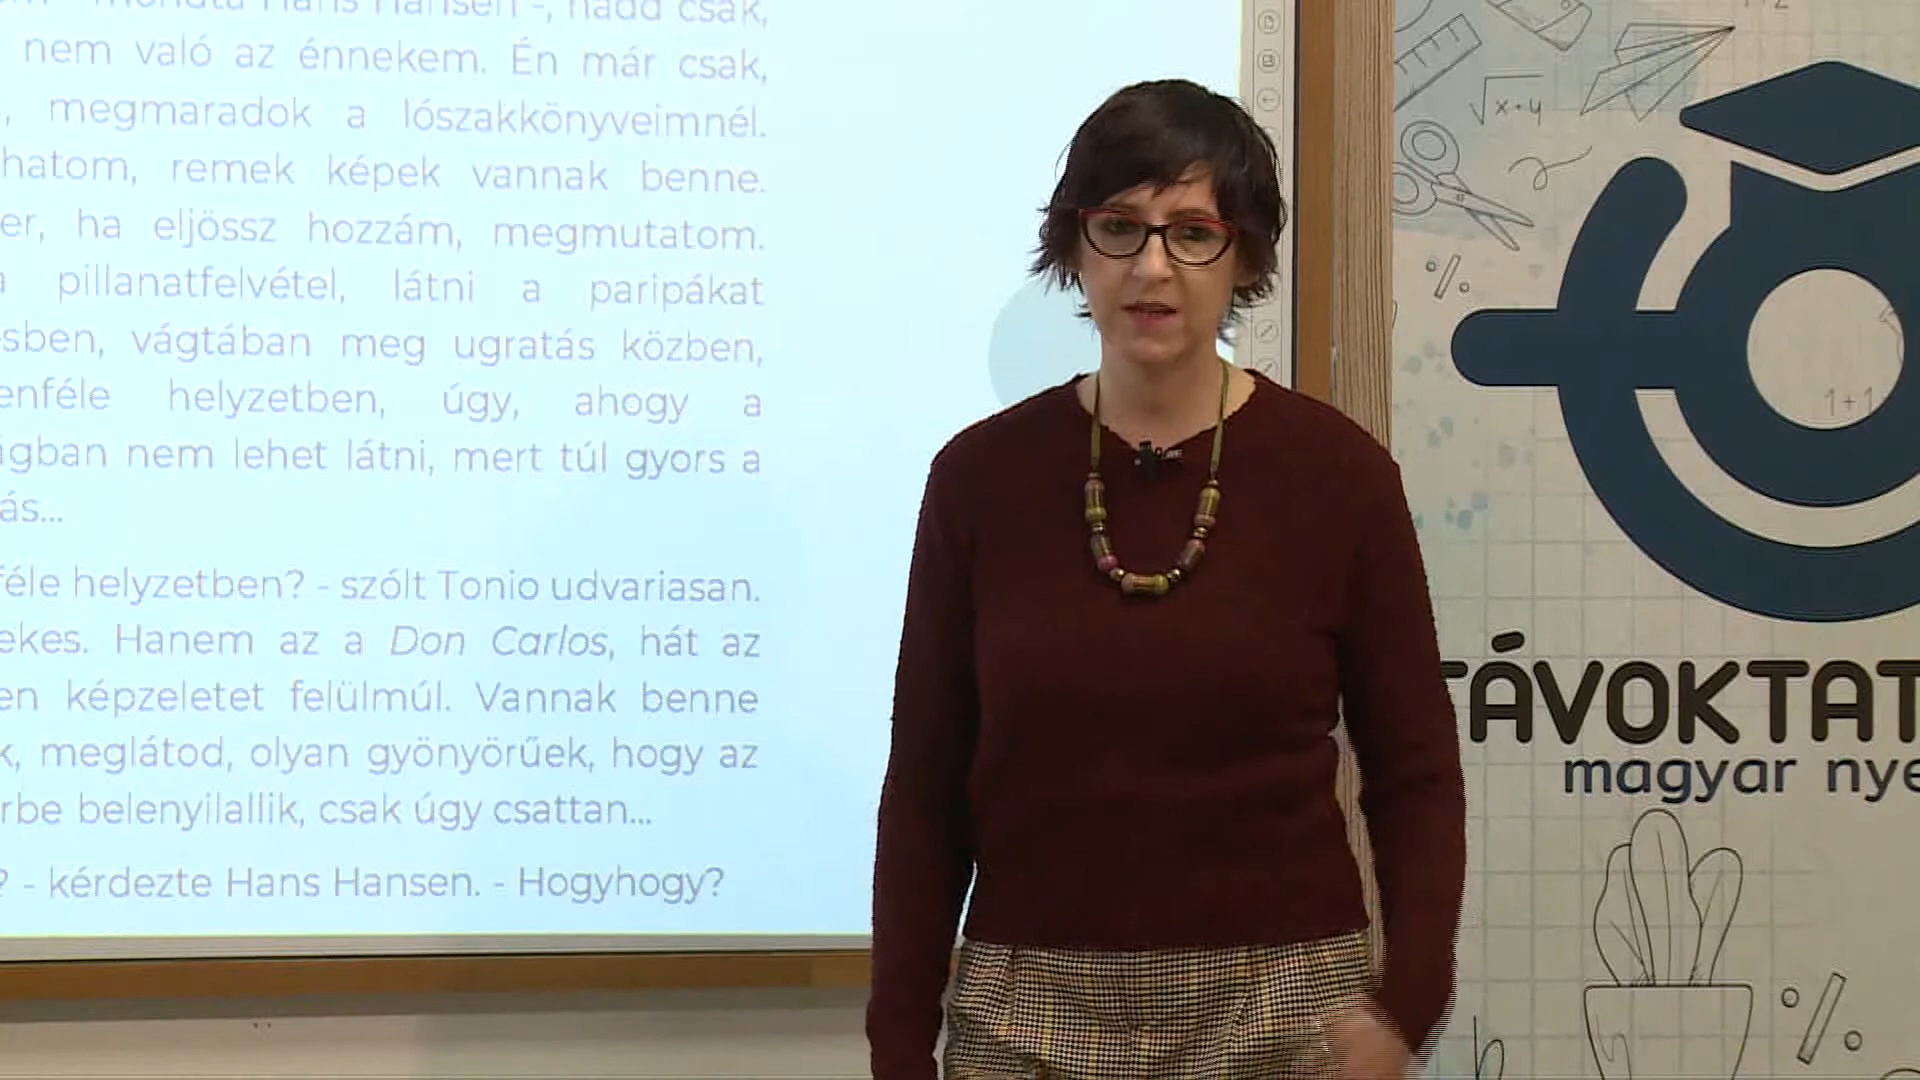 mondta Hans Hansen -, hadd csak,
nem való az énnekem. Én már csak,
, megmaradok a lószakkönyveimnél.
hatom, remek képek vannak benne.
er, ha eljössz hozzám, megmutatom.
a pillanatfelvétel, látni a paripákat
sben, vágtában meg ugratás közben,
enféle helyzetben, úgy, ahogy a
ágban nem lehet látni, mert túl gyors a
ás...
féle helyzetben? - szólt Tonio udvariasan.
ekes. Hanem az a Don Carlos, hát az
en képzeletet felülmúl. Vannak benne
k, meglátod, olyan gyönyörűek, hogy az
rbe belenyilallik, csak úgy csattan...
? - kérdezte Hans Hansen. - Hogyhogy?
√x+y
%
1+1
TÁVOKTAT
magyar nye
%